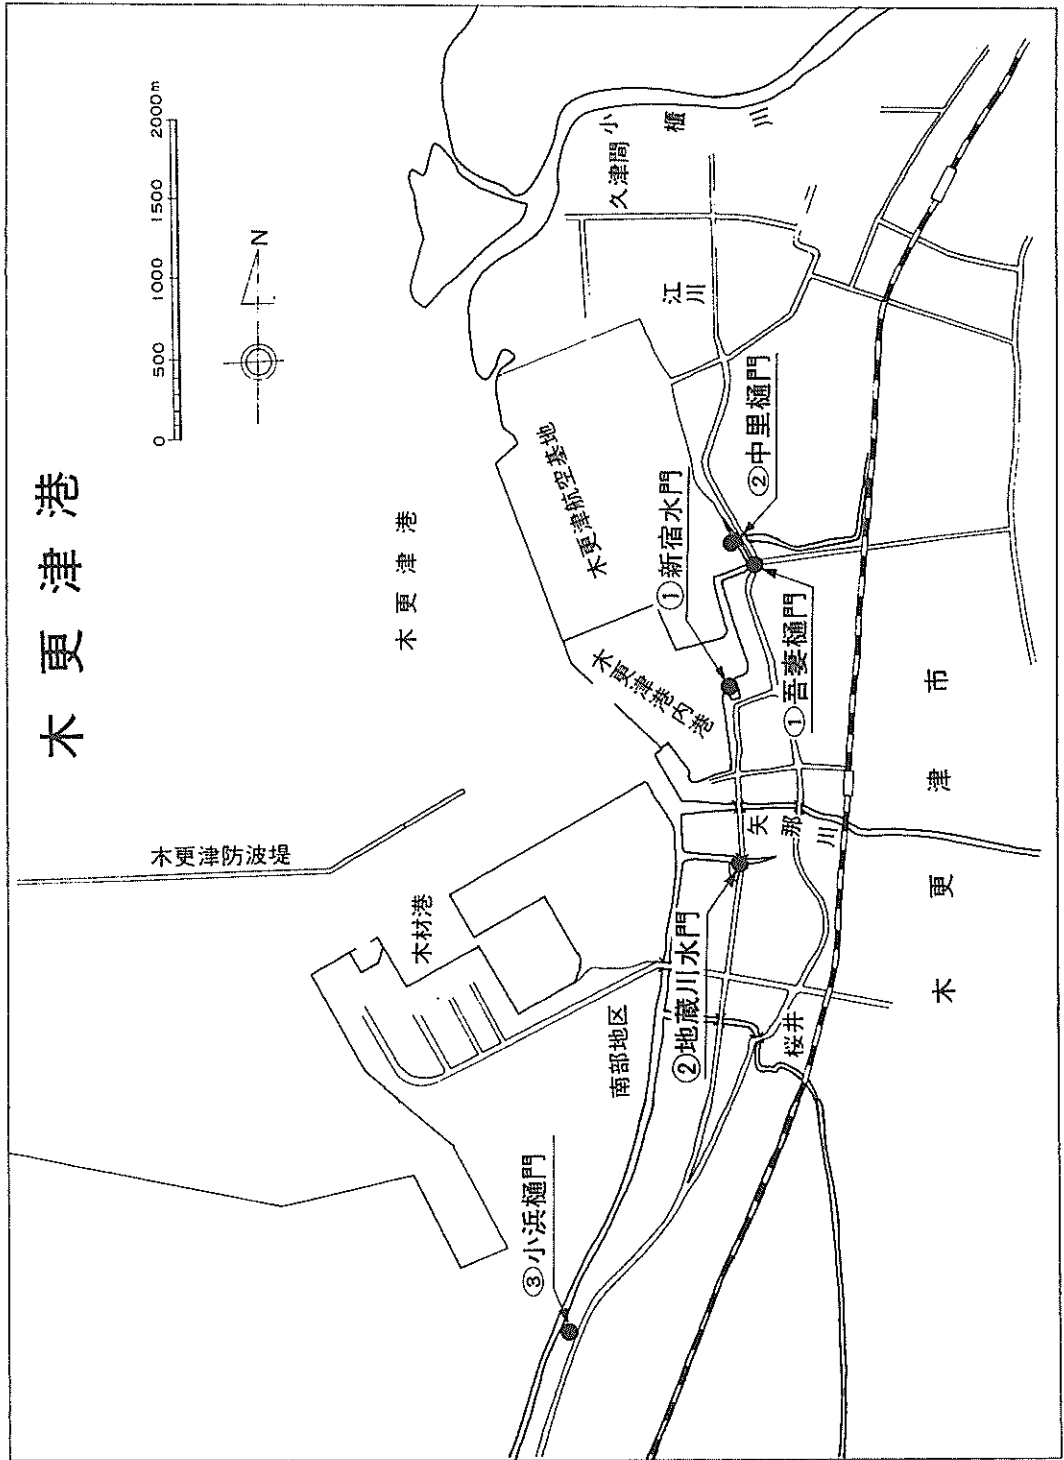 木更津港
0 500 1000 1500 2000m
N
木更津港
木更津防波堤
木材港
南部地区
木更津航空基地
木更津港内港
久津間
小櫃川
江川
①新宿水門
②中里樋門
①吾妻樋門
②地蔵川水門
③小浜樋門
矢那川
桜井
木更津市